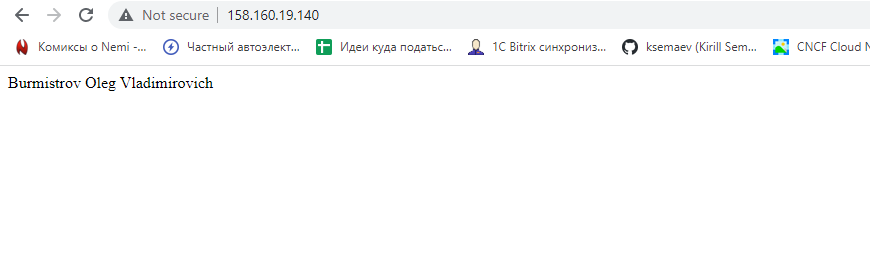 Not secure 158.160.19.140
Комиксы о Nemi -... Частный автоэлект... Идеи куда податьс... 1C Bitrix синхрониз... ksemaev (Kirill Sem... CNCF Cloud N
Burmistrov Oleg Vladimirovich